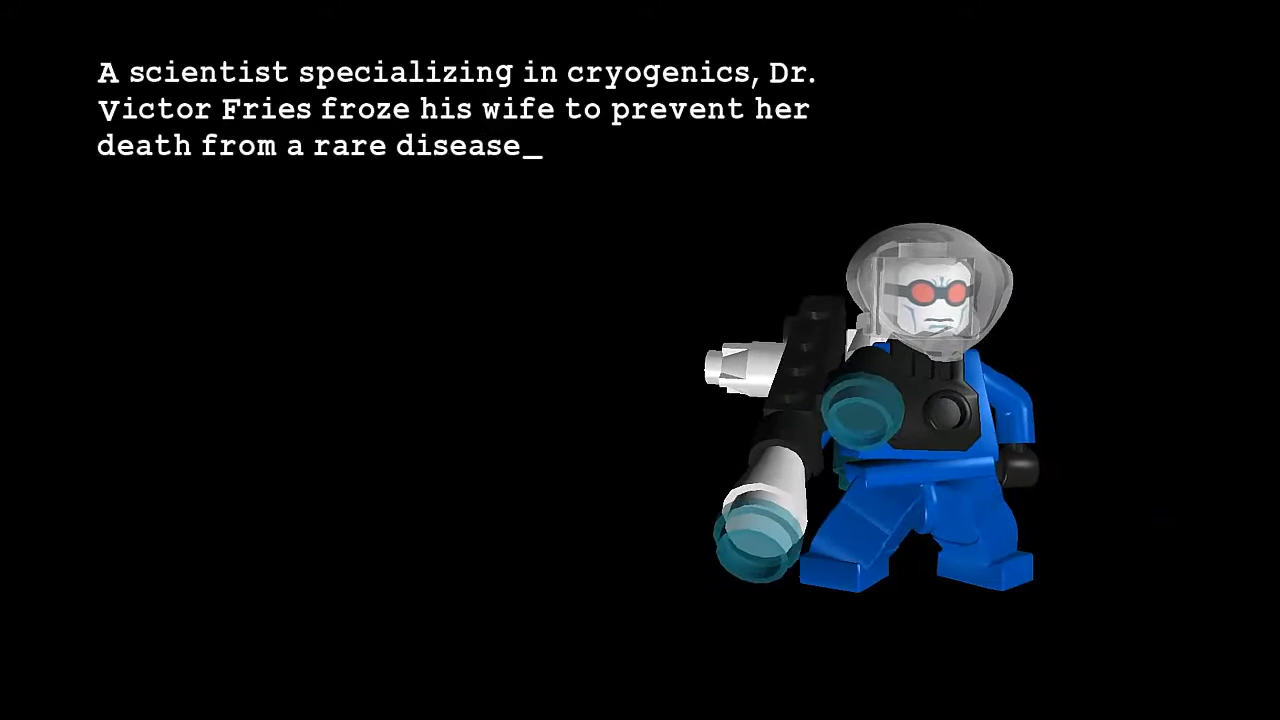 A scientist specializing in cryogenics, Dr.
Victor Fries froze his wife to prevent her
death from a rare disease_